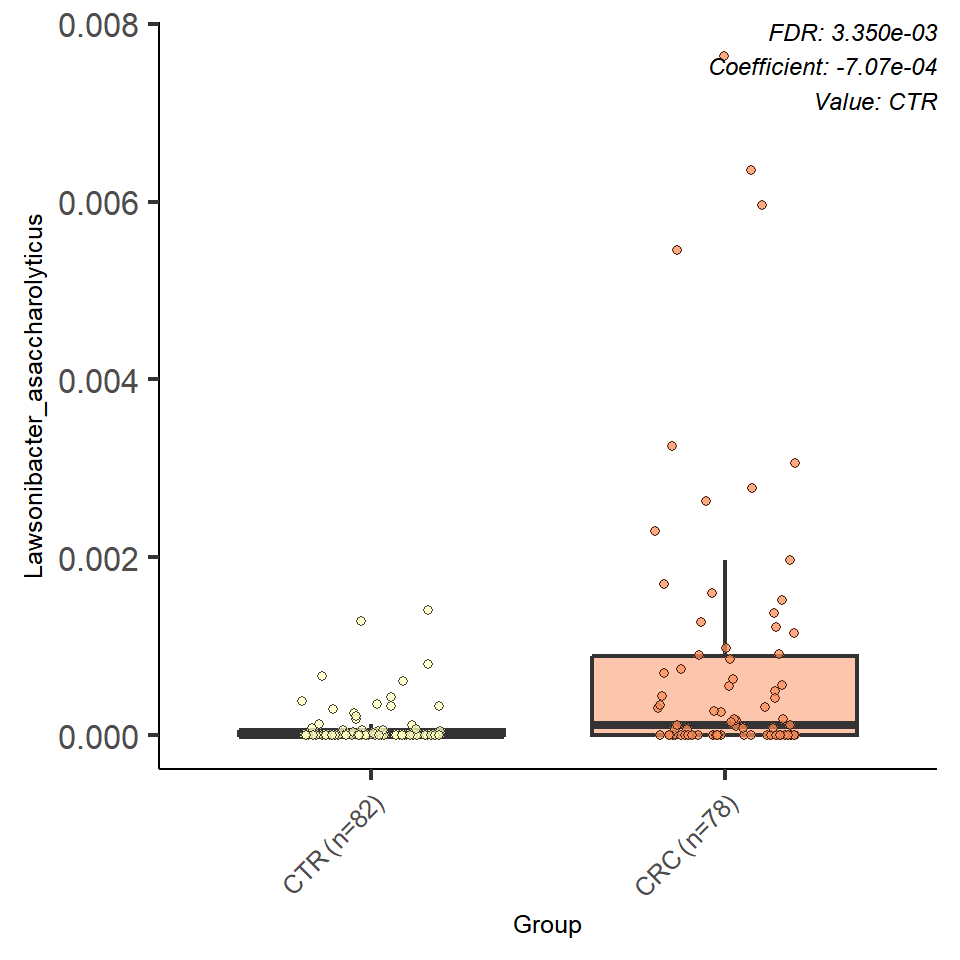 FDR: 3.350e-03
Coefficient: -7.07e-04
Value: CTR
0.008
0.006
0.004
0.002
0.000
Lawsonibacter_asaccharolyticus
CTR (n=82)
CRC (n=78)
Group